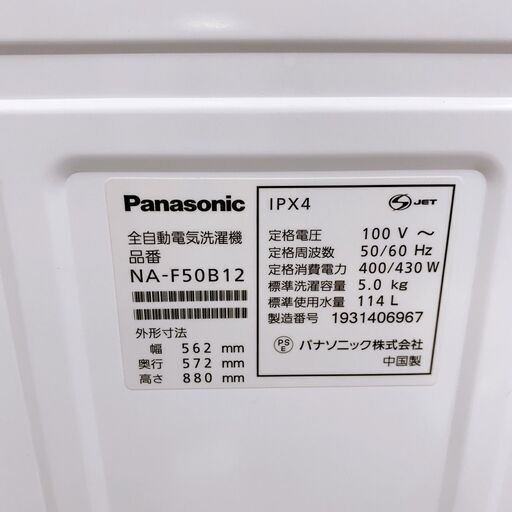 Panasonic
全自動電気洗濯機
品番
NA-F50B12
外形寸法
幅 562 mm
奥行 572 mm
高さ 880 mm
IPX4
S JET
定格電圧 100 V ~
定格周波数 50/60 Hz
定格消費電力 400/430 W
標準洗濯容量 5.0 kg
標準使用水量 114 L
製造番号 1931406967
PS E パナソニック株式会社
中国製